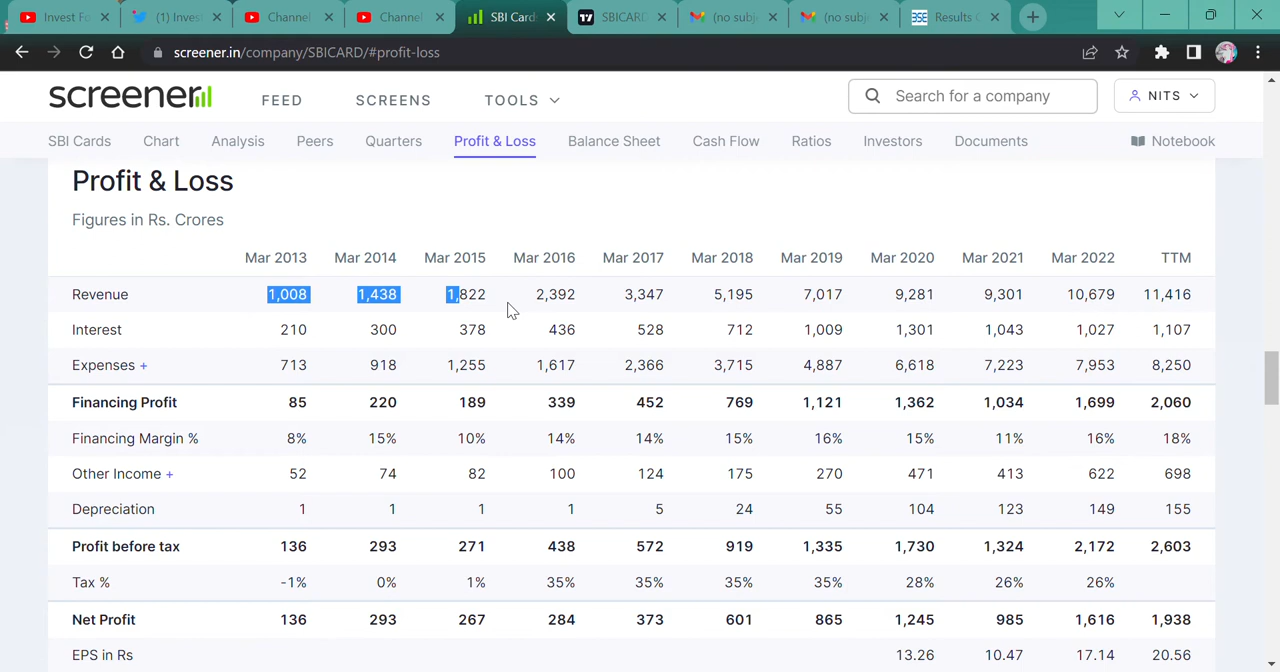 Invest Fo
(1) Invest
Channel
Channel
SBI Cards
SBICARD
(no subje
(no subje
Results C
screener.in/company/SBICARD/#profit-loss
screener
FEED
SCREENS
TOOLS
Search for a company
NITS
SBI Cards
Chart
Analysis
Peers
Quarters
Profit & Loss
Balance Sheet
Cash Flow
Ratios
Investors
Documents
Notebook
Profit & Loss
Figures in Rs. Crores
Mar 2013 Mar 2014 Mar 2015 Mar 2016 Mar 2017 Mar 2018 Mar 2019 Mar 2020 Mar 2021 Mar 2022 TTM
Revenue 1,008 1,438 1,822 2,392 3,347 5,195 7,017 9,281 9,301 10,679 11,416
Interest 210 300 378 436 528 712 1,009 1,301 1,043 1,027 1,107
Expenses + 713 918 1,255 1,617 2,366 3,715 4,887 6,618 7,223 7,953 8,250
Financing Profit 85 220 189 339 452 769 1,121 1,362 1,034 1,699 2,060
Financing Margin % 8% 15% 10% 14% 14% 15% 16% 15% 11% 16% 18%
Other Income + 52 74 82 100 124 175 270 471 413 622 698
Depreciation 1 1 1 1 5 24 55 104 123 149 155
Profit before tax 136 293 271 438 572 919 1,335 1,730 1,324 2,172 2,603
Tax % -1% 0% 1% 35% 35% 35% 35% 28% 26% 26%
Net Profit 136 293 267 284 373 601 865 1,245 985 1,616 1,938
EPS in Rs 13.26 10.47 17.14 20.56